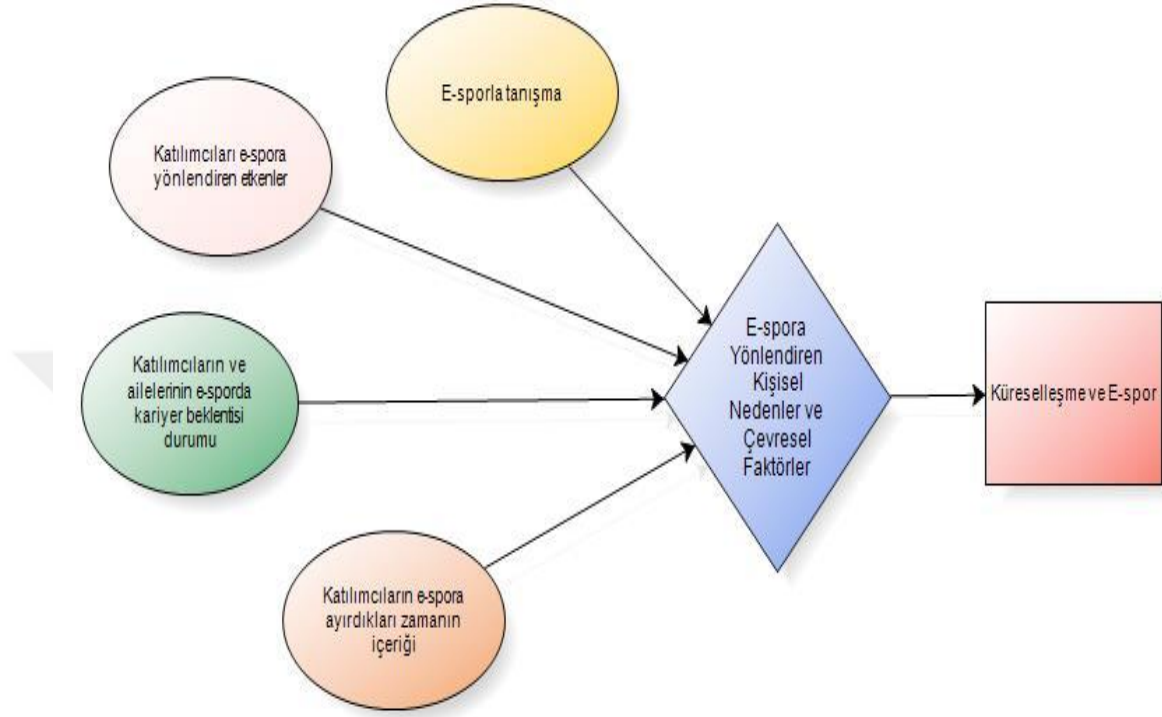 E-sporla tanışma
Katılımcıları e-spora
yönlendiren etkenler
Katılımcıların ve
ailelerinin e-sporda
kariyer beklentisi
durumu
Katılımcıların e-spora
ayırdıkları zamanın
içeriği
E-spora
Yönlendiren
Kişisel
Nedenler ve
Çevresel
Faktörler
Küreselleşme ve E-spor